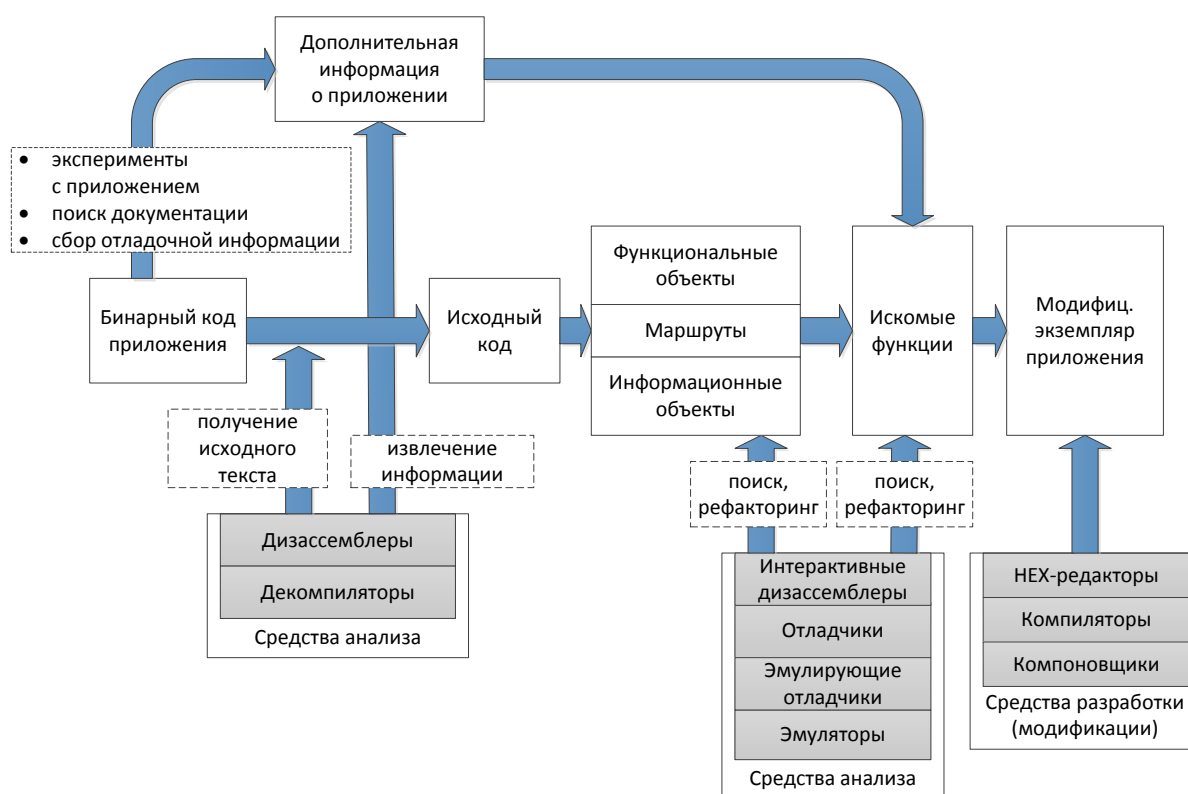 Дополнительная
информация
о приложении
• эксперименты
с приложением
• поиск документации
• сбор отладочной информации
Бинарный код
приложения
Исходный
код
Функциональные
объекты
Маршруты
Информационные
объекты
Искомые
функции
Модифиц.
экземпляр
приложения
получение
исходного
текста
извлечение
информации
поиск,
рефакторинг
поиск,
рефакторинг
Дизассемблеры
Декомпиляторы
Средства анализа
Интерактивные
дизассемблеры
Отладчики
Эмулирующие
отладчики
Эмуляторы
Средства анализа
HEX-редакторы
Компиляторы
Компоновщики
Средства разработки
(модификации)